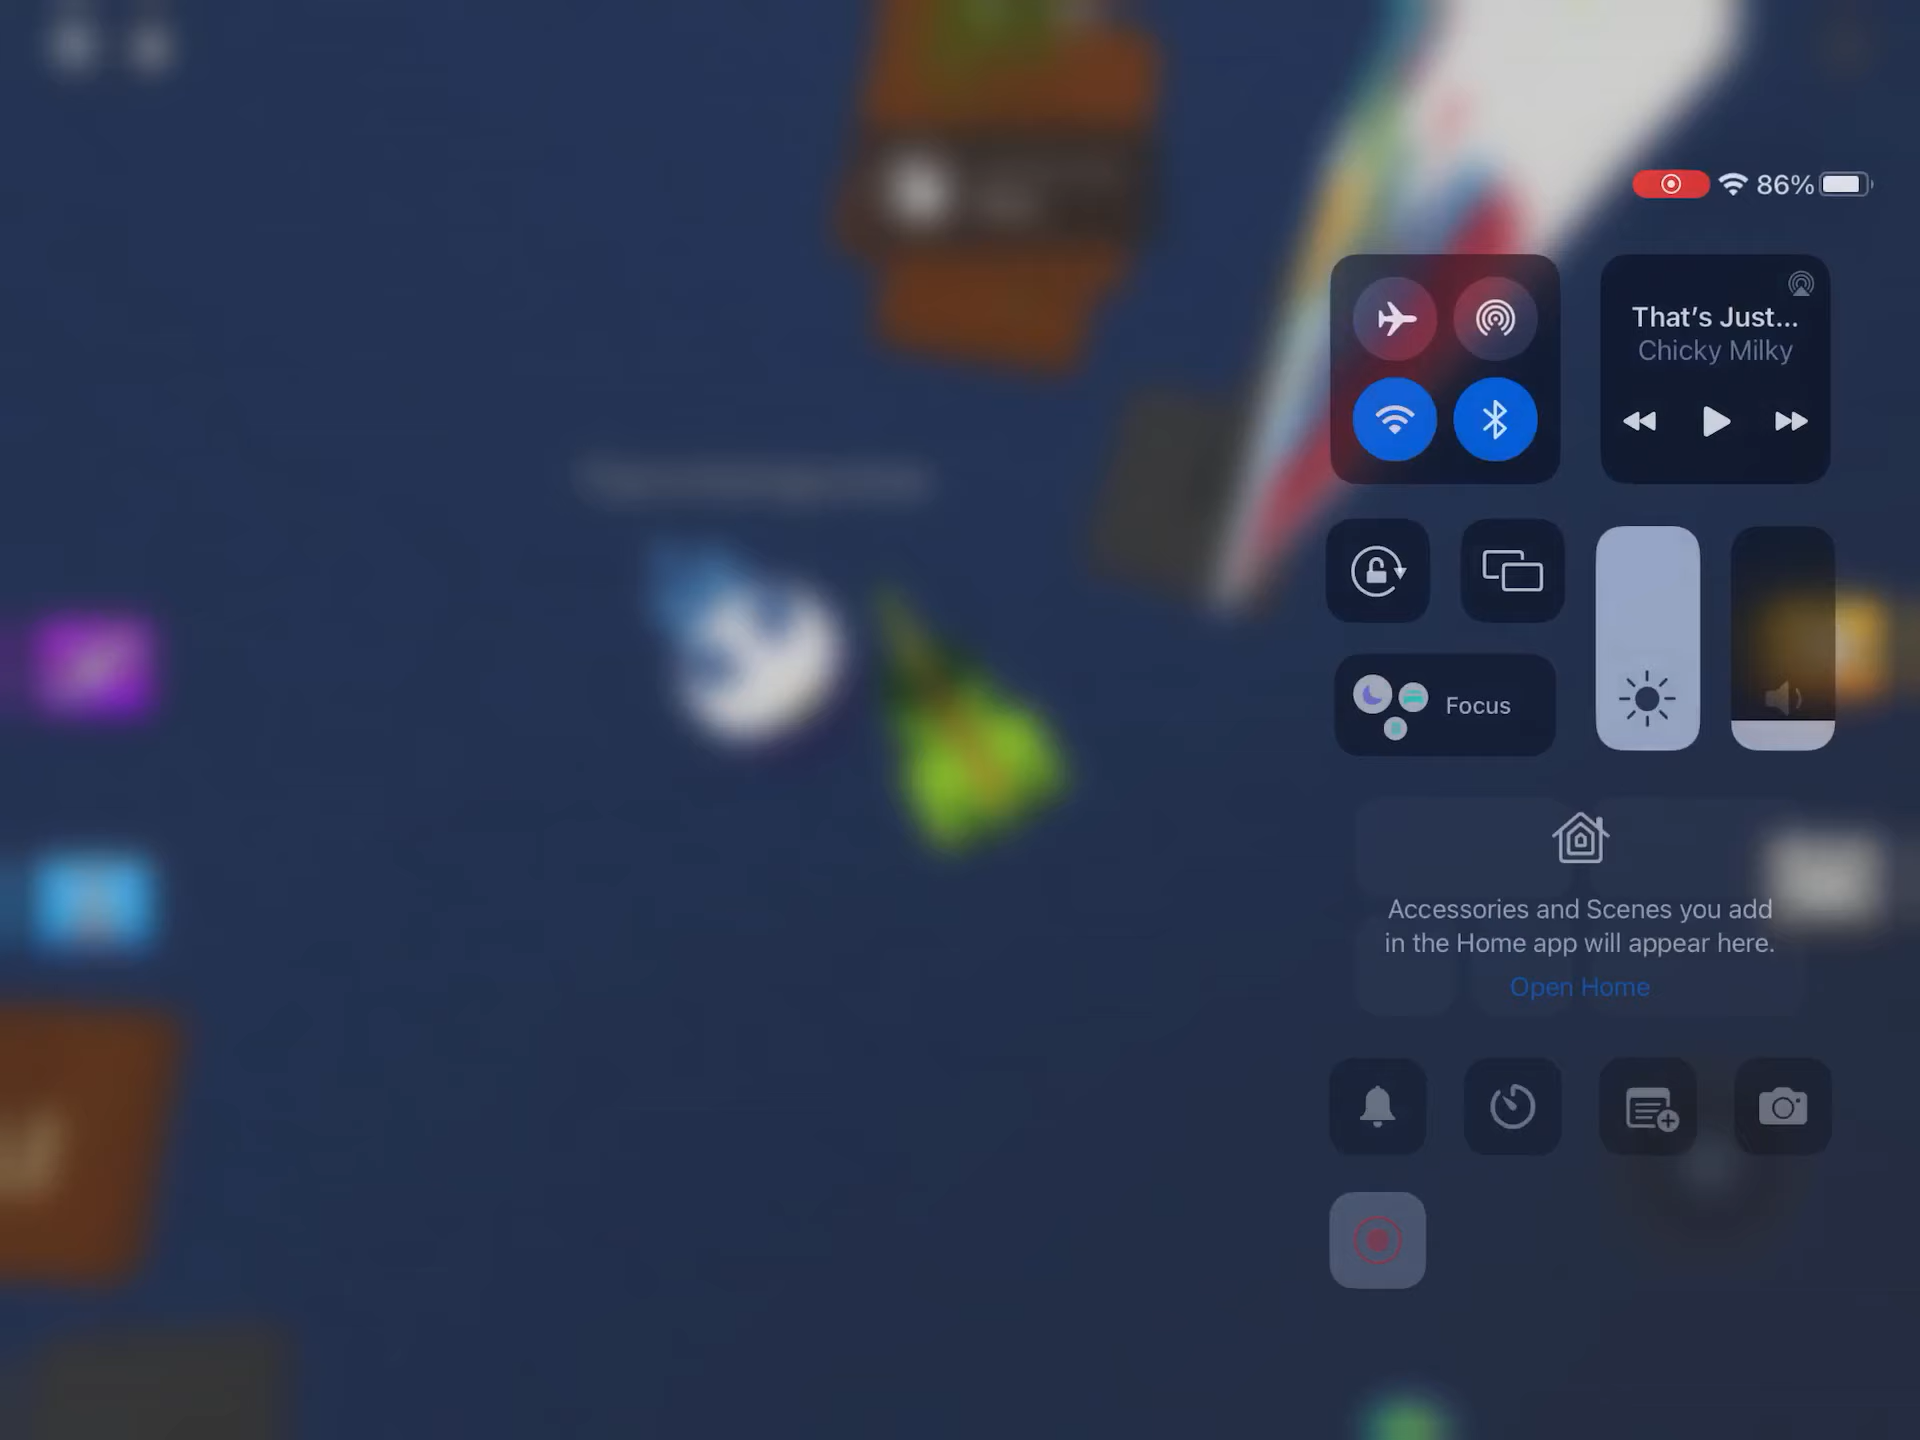 86%
That's Just...
Chicky Milky
Focus
Accessories and Scenes you add
in the Home app will appear here.
Open Home